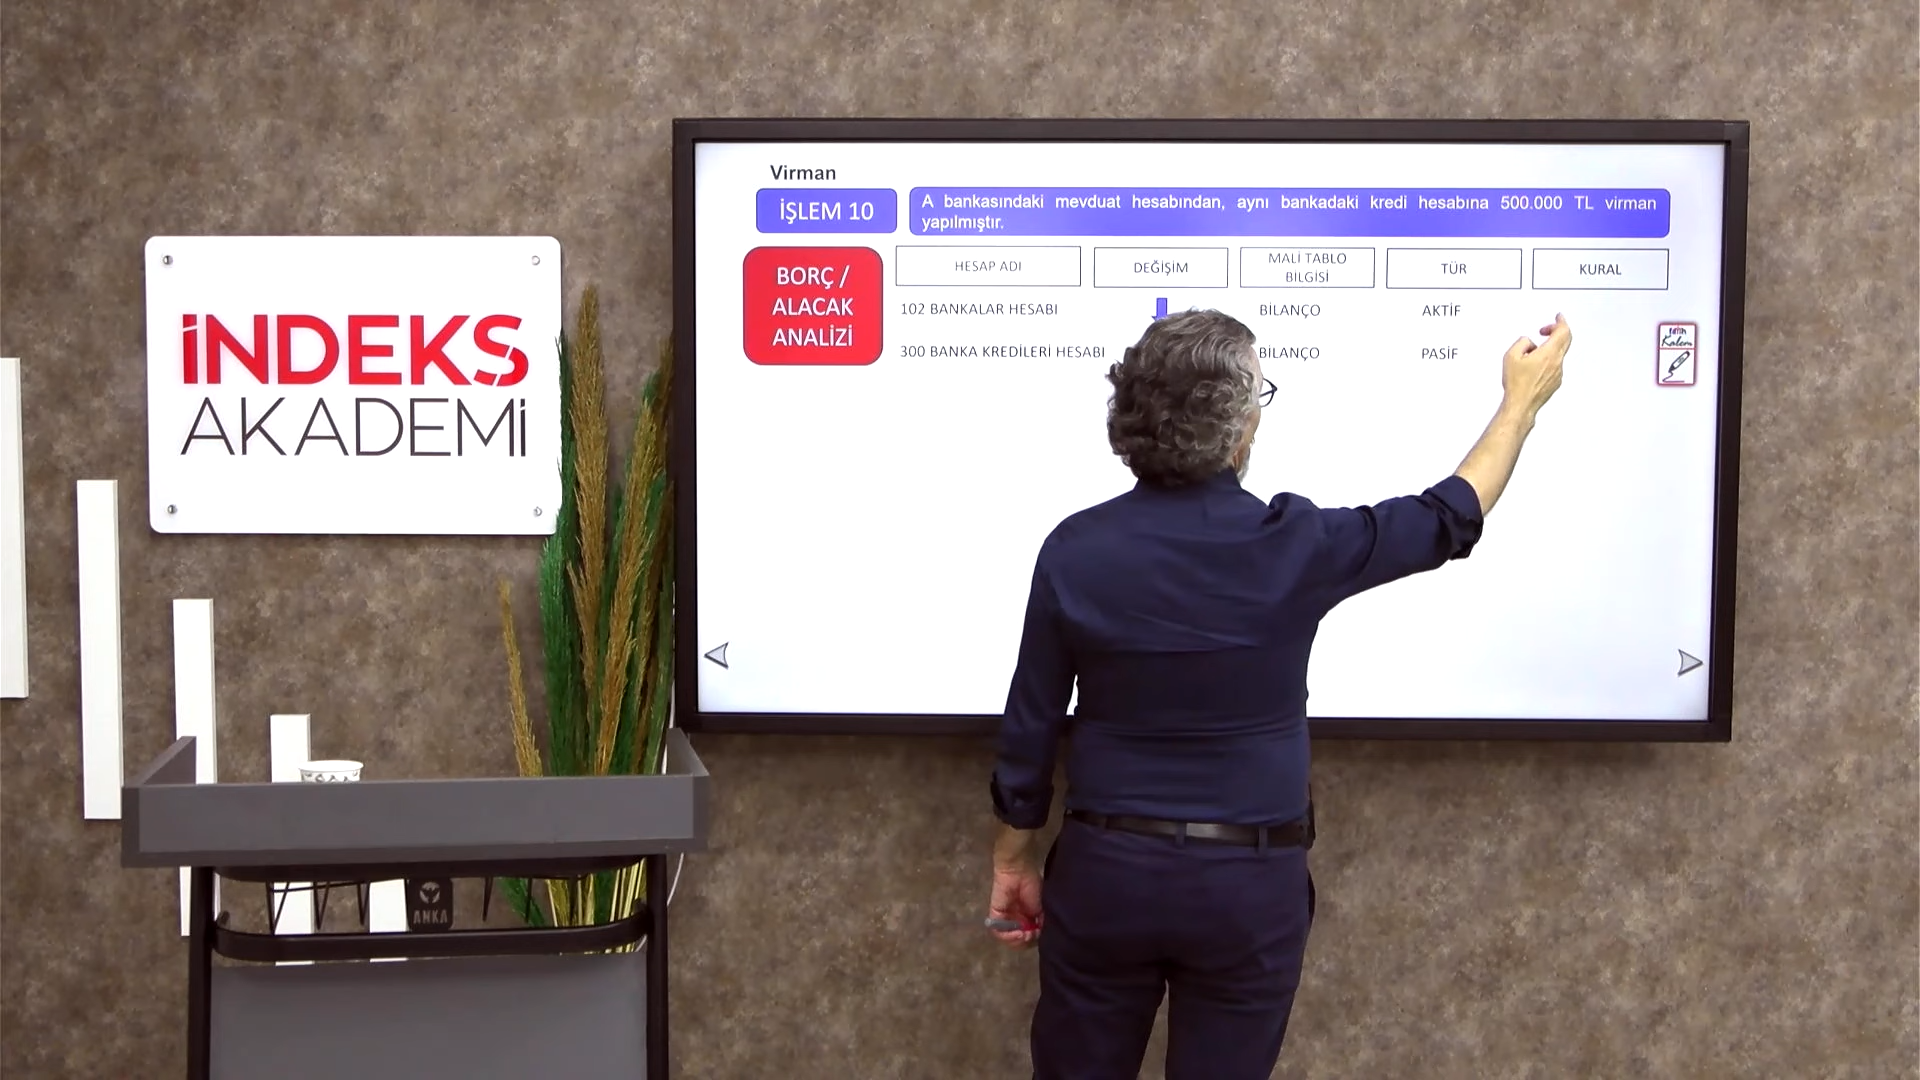 İNDEKS
AKADEMİ
Virman
İŞLEM 10
A bankasındaki mevduat hesabından, aynı bankadaki kredi hesabına 500.000 TL virman
yapılmıştır.
BORÇ /
ALACAK
ANALİZİ
HESAP ADI
DEĞİŞİM
MALİ TABLO
BİLGİSİ
TÜR
KURAL
102 BANKALAR HESABI
BİLANÇO
AKTİF
300 BANKA KREDİLERİ HESABI
BİLANÇO
PASİF
Kalem
ANKA